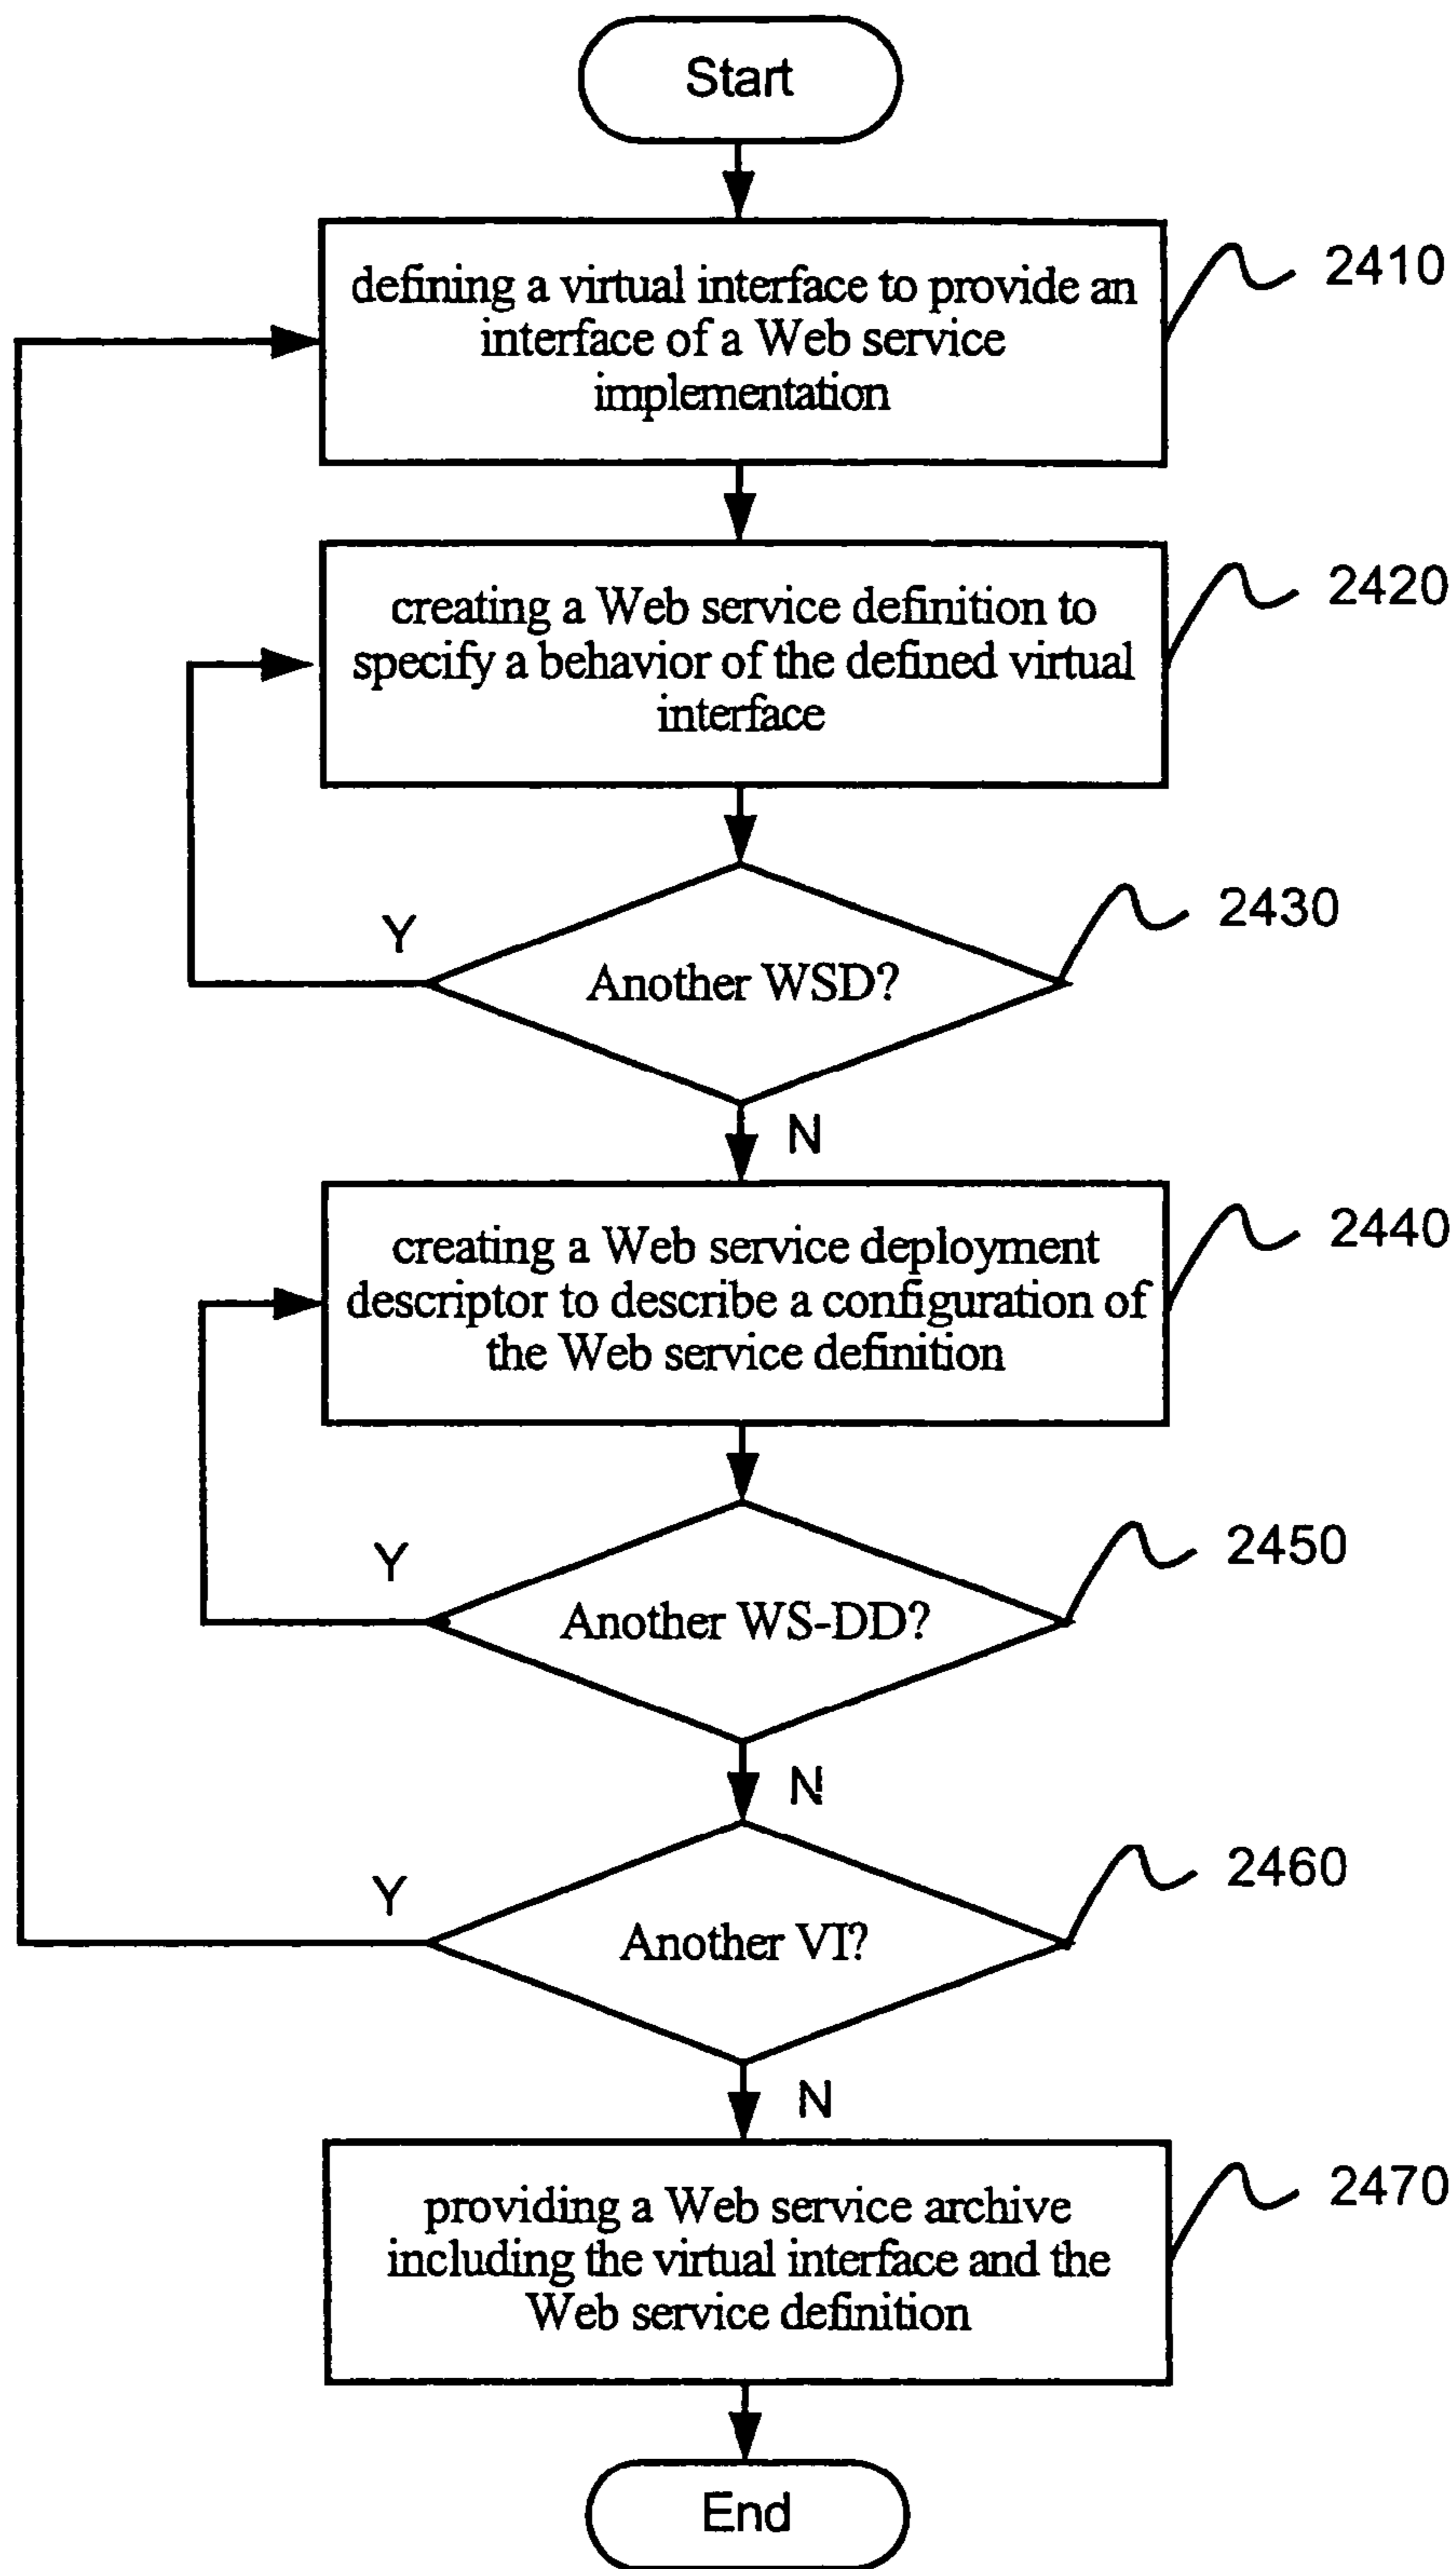 Start
defining a virtual interface to provide an
interface of a Web service
implementation
2410
creating a Web service definition to
specify a behavior of the defined virtual
interface
2420
Y
Another WSD?
2430
N
creating a Web service deployment
descriptor to describe a configuration of
the Web service definition
2440
Y
Another WS-DD?
2450
N
Y
Another VI?
2460
N
providing a Web service archive
including the virtual interface and the
Web service definition
2470
End